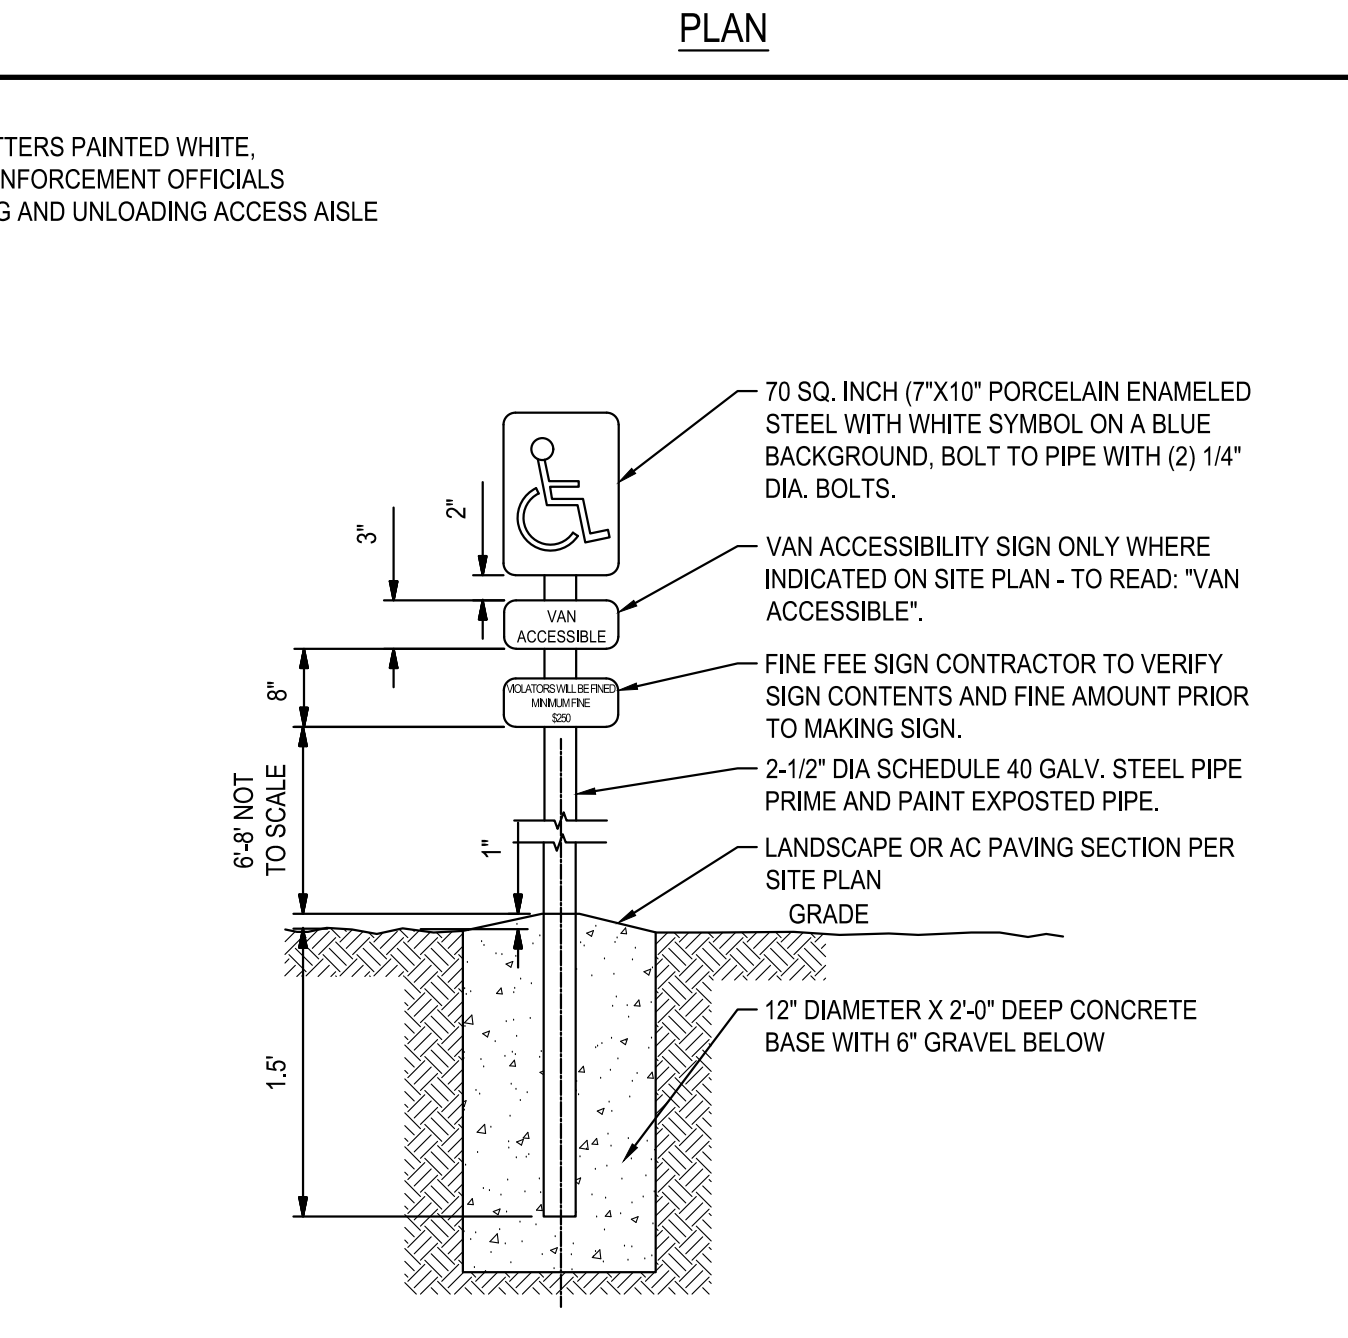 PLAN
TTERS PAINTED WHITE,
NFORCEMENT OFFICIALS
G AND UNLOADING ACCESS AISLE
70 SQ. INCH (7"X10" PORCELAIN ENAMELED
STEEL WITH WHITE SYMBOL ON A BLUE
BACKGROUND, BOLT TO PIPE WITH (2) 1/4"
DIA. BOLTS.
2"
3"
VAN ACCESSIBILITY SIGN ONLY WHERE
INDICATED ON SITE PLAN - TO READ: "VAN
ACCESSIBLE".
VAN
ACCESSIBLE
FINE FEE SIGN CONTRACTOR TO VERIFY
SIGN CONTENTS AND FINE AMOUNT PRIOR
TO MAKING SIGN.
8"
VIOLATORS WILL BE FINED
MINIMUM FINE
$250
2-1/2" DIA SCHEDULE 40 GALV. STEEL PIPE
PRIME AND PAINT EXPOSTED PIPE.
6'-8' NOT
TO SCALE
1"
LANDSCAPE OR AC PAVING SECTION PER
SITE PLAN
GRADE
12" DIAMETER X 2'-0" DEEP CONCRETE
BASE WITH 6" GRAVEL BELOW
1.5'